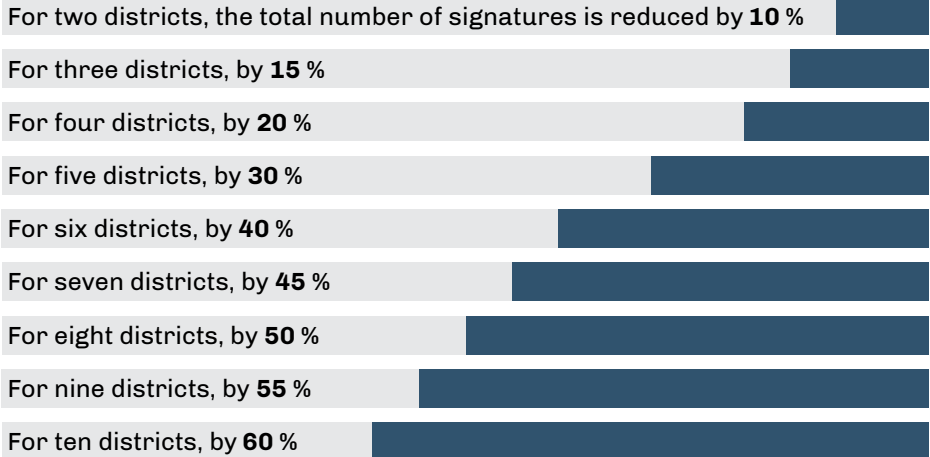 For two districts, the total number of signatures is reduced by 10 %
For three districts, by 15 %
For four districts, by 20 %
For five districts, by 30 %
For six districts, by 40 %
For seven districts, by 45 %
For eight districts, by 50 %
For nine districts, by 55 %
For ten districts, by 60 %